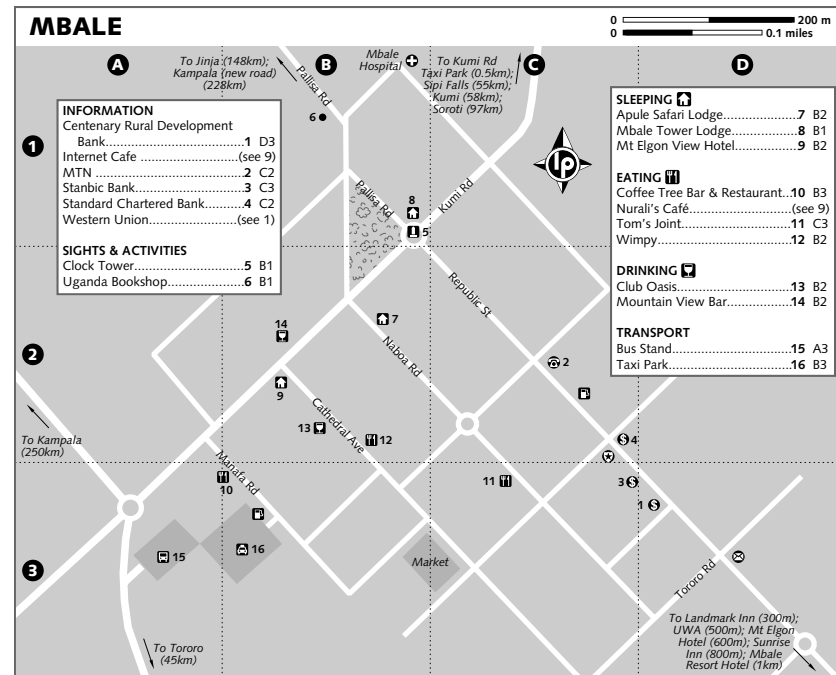 MBALE
0 200 m
0 0.1 miles
A
B
C
D
1
2
3
To Jinja (148km);
Kampala (new road)
(228km)
Pallisa Rd
Mbale
Hospital
To Kumi Rd
Taxi Park (0.5km);
Sipi Falls (55km);
Kumi (58km);
Soroti (97km)
INFORMATION
Centenary Rural Development
Bank....................................1 D3
Internet Cafe .....................(see 9)
MTN.......................................2 C2
Stanbic Bank..........................3 C3
Standard Chartered Bank........4 C2
Western Union....................(see 1)
SIGHTS & ACTIVITIES
Clock Tower...........................5 B1
Uganda Bookshop..................6 B1
SLEEPING
Apule Safari Lodge.................7 B2
Mbale Tower Lodge................8 B1
Mt Elgon View Hotel..............9 B2
EATING
Coffee Tree Bar & Restaurant..10 B3
Nurali's Café......................(see 9)
Tom's Joint..........................11 C3
Wimpy................................12 B2
DRINKING
Club Oasis..........................13 B2
Mountain View Bar..............14 B2
TRANSPORT
Bus Stand............................15 A3
Taxi Park.............................16 B3
6
lp
Pallisa Rd
8
Kumi Rd
5
Republic St
14
7
2
Naboa Rd
9
Cathedral Ave
13
12
4
To Kampala
(250km)
Manafa Rd
10
11
3
1
15
16
Market
Tororo Rd
To Tororo
(45km)
To Landmark Inn (300m);
UWA (500m); Mt Elgon
Hotel (600m); Sunrise
Inn (800m); Mbale
Resort Hotel (1km)